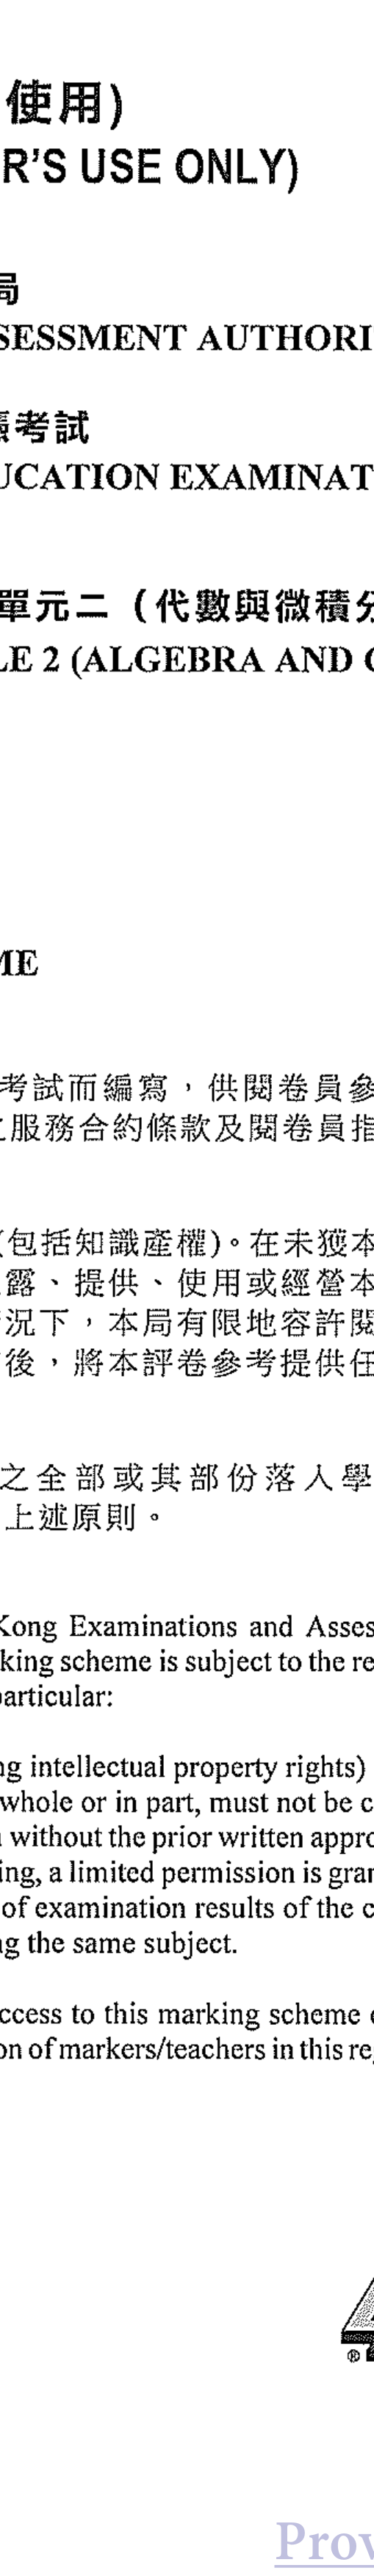 使用)
R'S USE ONLY)
局
SESSMENT AUTHORI
考試
UCATION EXAMINAT
單元二 (代數與微積分
LE 2 (ALGEBRA AND
ME
考試而編寫，供閱卷員參
服務合約條款及閱卷員指
(包括知識產權)。在未獲本
露、提供、使用或經營本
況下，本局有限地容許閱
後，將本評卷參考提供任
之全部或其部份落入學
上述原則。
Kong Examinations and Asses
king scheme is subject to the re
particular:
ng intellectual property rights)
whole or in part, must not be c
without the prior written appro
ing, a limited permission is gran
of examination results of the c
ng the same subject.
ccess to this marking scheme
on of markers/teachers in this reg
®
Prov